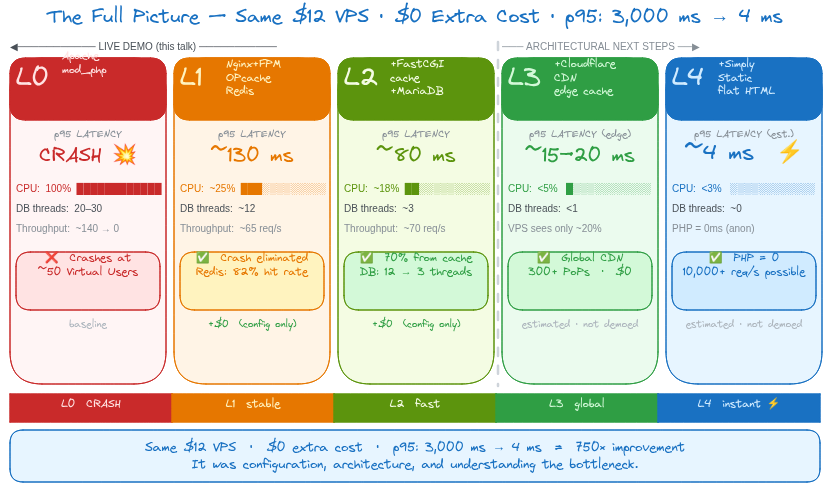 The Full Picture — Same $12 VPS · $0 Extra Cost · p95: 3,000 ms → 4 ms
LIVE DEMO (this talk)
ARCHITECTURAL NEXT STEPS
L0
Apache
mod_php
p95 LATENCY
CRASH 💥
CPU: 100%
DB threads: 20–30
Throughput: ~140 → 0
❌ Crashes at
~50 Virtual Users
baseline
L1
Nginx+FPM
OPcache
Redis
p95 LATENCY
~130 ms
CPU: ~25%
DB threads: ~12
Throughput: ~65 req/s
✅ Crash eliminated
Redis: 82% hit rate
+$0 (config only)
L2
+FastCGI
cache
+MariaDB
p95 LATENCY
~80 ms
CPU: ~18%
DB threads: ~3
Throughput: ~70 req/s
✅ 70% from cache
DB: 12 → 3 threads
+$0 (config only)
L3
+Cloudflare
CDN
edge cache
p95 LATENCY (edge)
~15–20 ms
CPU: <5%
DB threads: <1
VPS sees only ~20%
✅ Global CDN
300+ PoPs · $0
estimated · not demoed
L4
+Simply
Static
flat HTML
p95 LATENCY (est.)
~4 ms ⚡
CPU: <3%
DB threads: ~0
PHP = 0ms (anon)
✅ PHP = 0
10,000+ req/s possible
estimated · not demoed
L0 CRASH
L1 stable
L2 fast
L3 global
L4 instant ⚡
Same $12 VPS · $0 extra cost · p95: 3,000 ms → 4 ms = 750× improvement
It was configuration, architecture, and understanding the bottleneck.